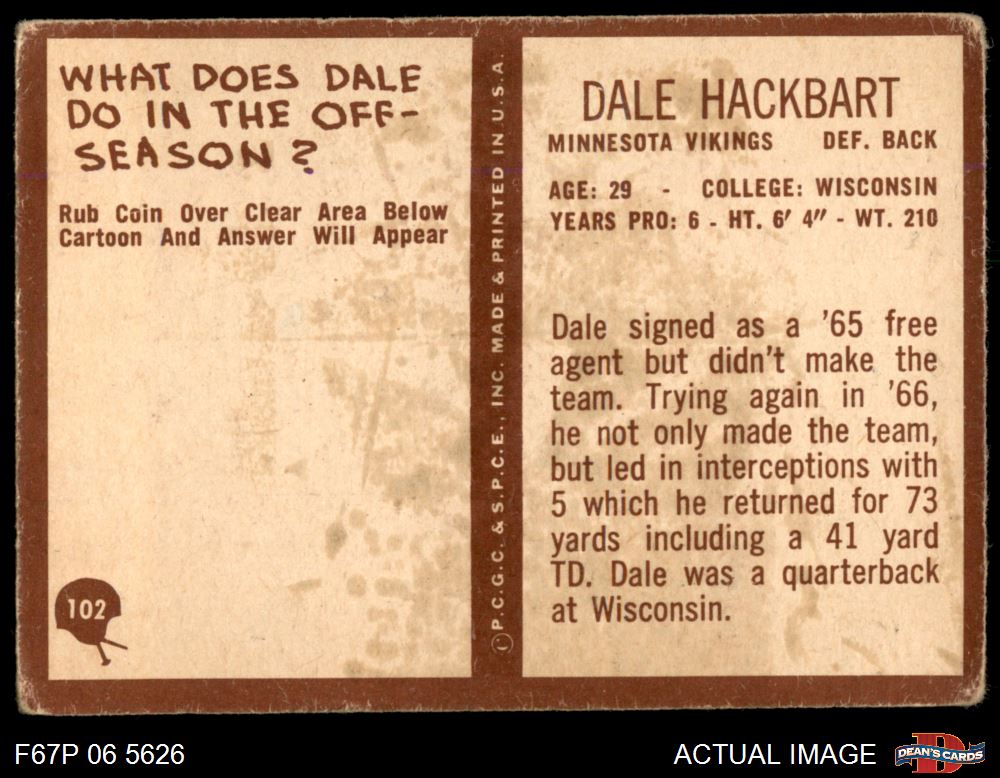 WHAT DOES DALE
DO IN THE OFF-
SEASON?
Rub Coin Over Clear Area Below
Cartoon And Answer Will Appear
102
© P.C.G.C. & S.P.C.E., INC. MADE & PRINTED IN U.S.A.
DALE HACKBART
MINNESOTA VIKINGS DEF. BACK
AGE: 29 - COLLEGE: WISCONSIN
YEARS PRO: 6 - HT. 6' 4" - WT. 210
Dale signed as a '65 free
agent but didn't make the
team. Trying again in '66,
he not only made the team,
but led in interceptions with
5 which he returned for 73
yards including a 41 yard
TD. Dale was a quarterback
at Wisconsin.
F67P 06 5626
ACTUAL IMAGE
D
DEAN'S CARDS